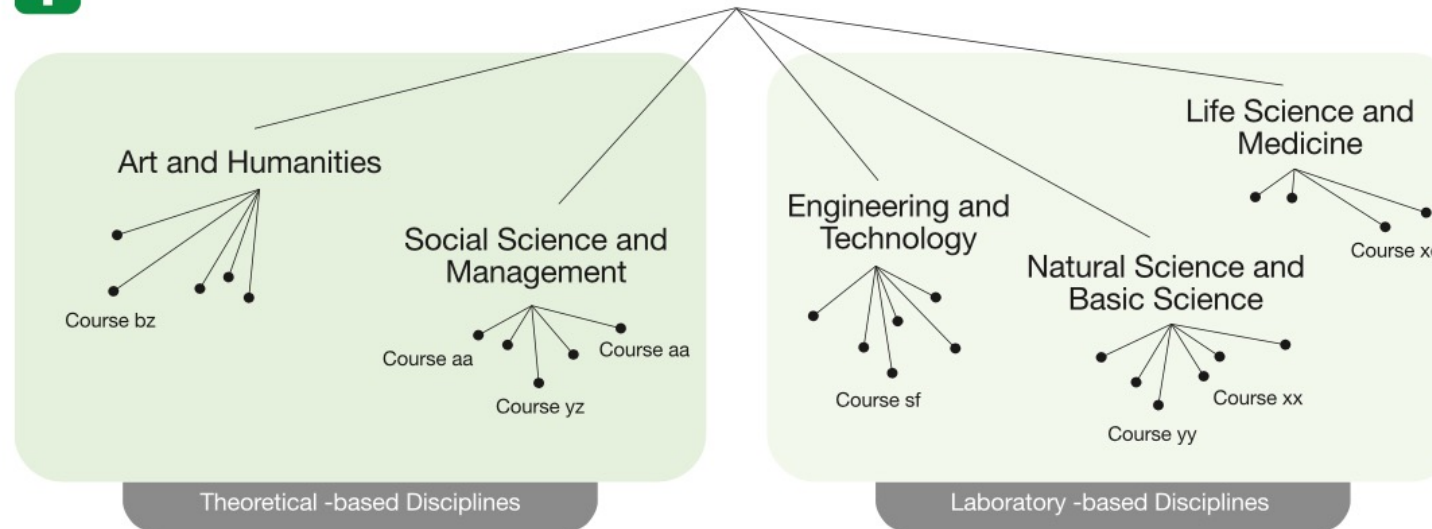 Art and Humanities
Course bz
Social Science and
Management
Course aa
Course aa
Course yz
Theoretical -based Disciplines
Life Science and
Medicine
Engineering and
Technology
Course sf
Natural Science and
Basic Science
Course
Course xx
Course yy
Laboratory -based Disciplines